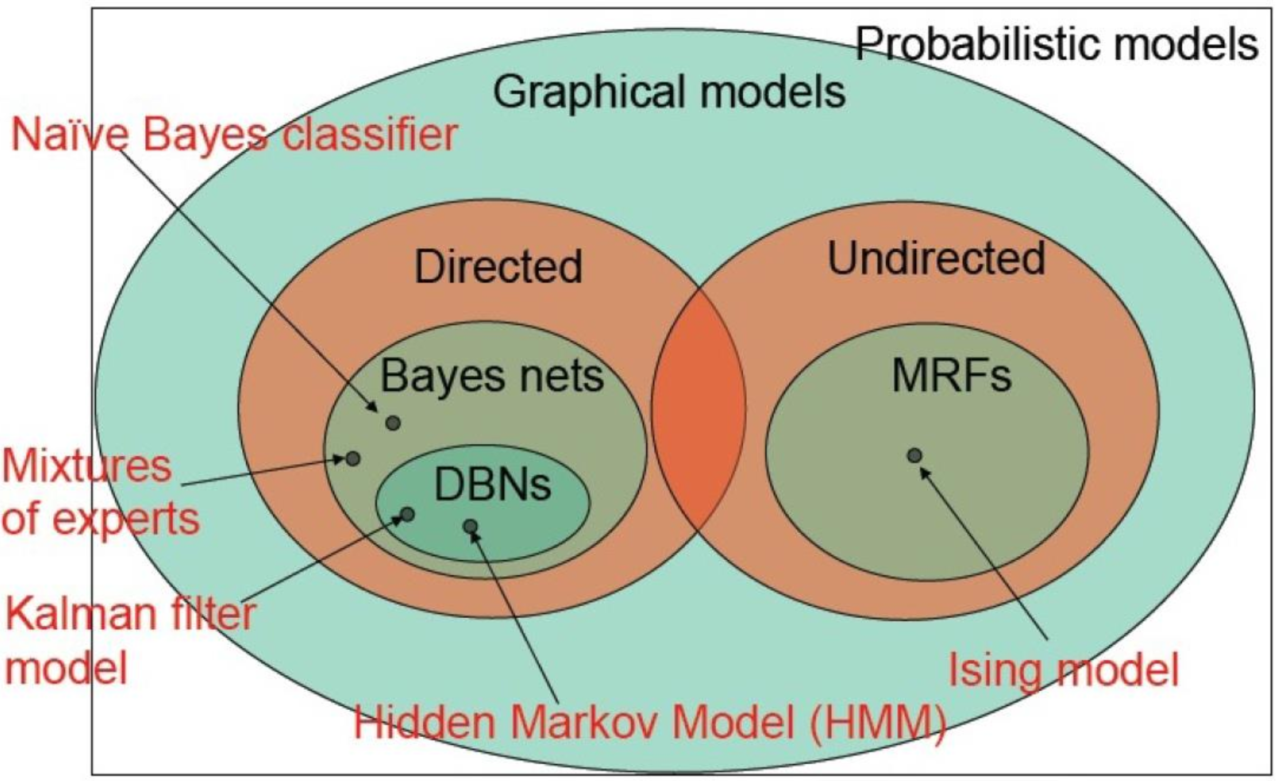 Probabilistic models
Graphical models
Naïve Bayes classifier
Directed
Undirected
Bayes nets
MRFs
Mixtures
of experts
DBNs
Kalman filter
model
Ising model
Hidden Markov Model (HMM)